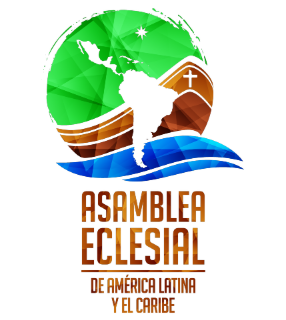 ASAMBLEA
ECLESIAL
DE AMÉRICA LATINA
Y EL CARIBE